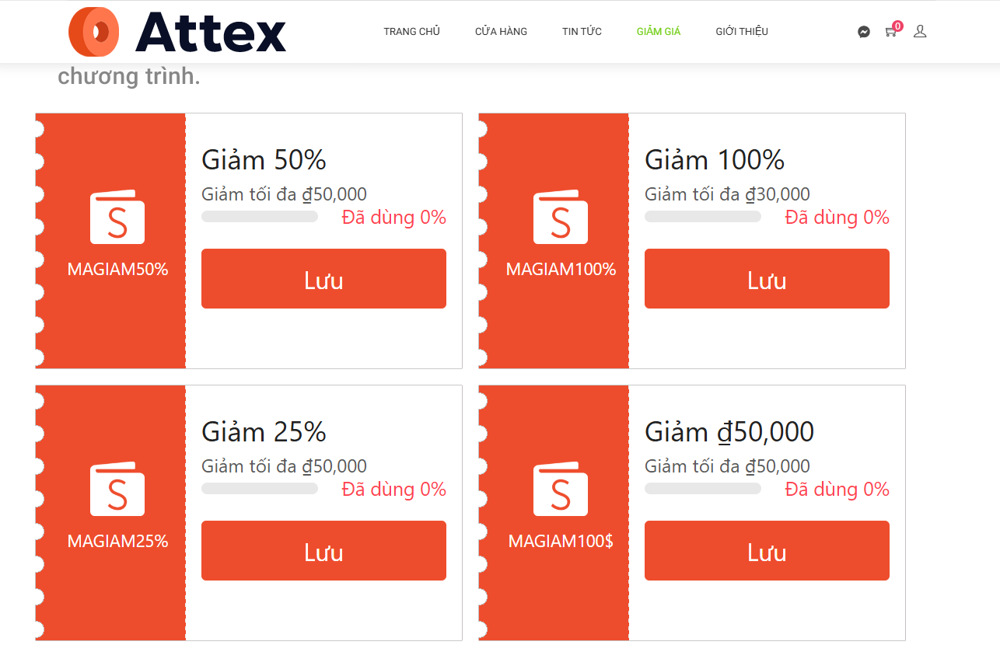 Attex
TRANG CHỦ
CỬA HÀNG
TIN TỨC
GIẢM GIÁ
GIỚI THIỆU
0
chương trình.
S
MAGIAM50%
Giảm 50%
Giảm tối đa ₫50,000
Đã dùng 0%
Lưu
S
MAGIAM100%
Giảm 100%
Giảm tối đa ₫30,000
Đã dùng 0%
Lưu
S
MAGIAM25%
Giảm 25%
Giảm tối đa ₫50,000
Đã dùng 0%
Lưu
S
MAGIAM100$
Giảm ₫50,000
Giảm tối đa ₫50,000
Đã dùng 0%
Lưu